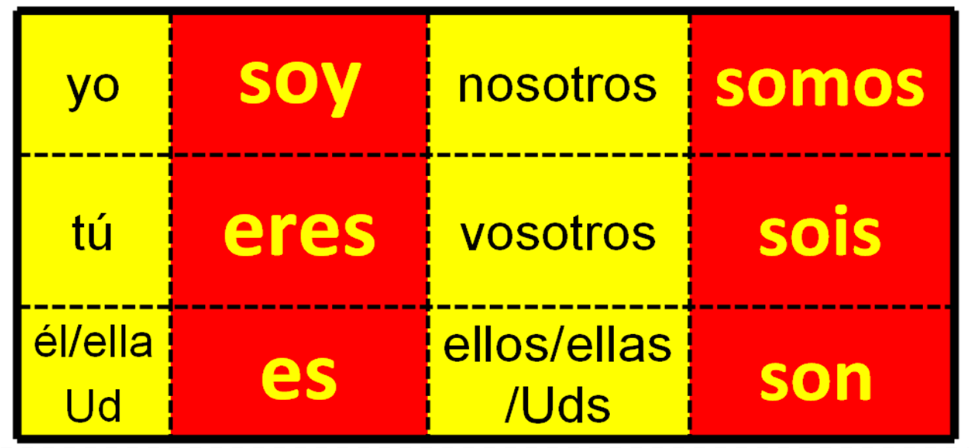 yo soy nosotros somos
tú eres vosotros sois
él/ella
Ud
es
ellos/ellas
/Uds
son